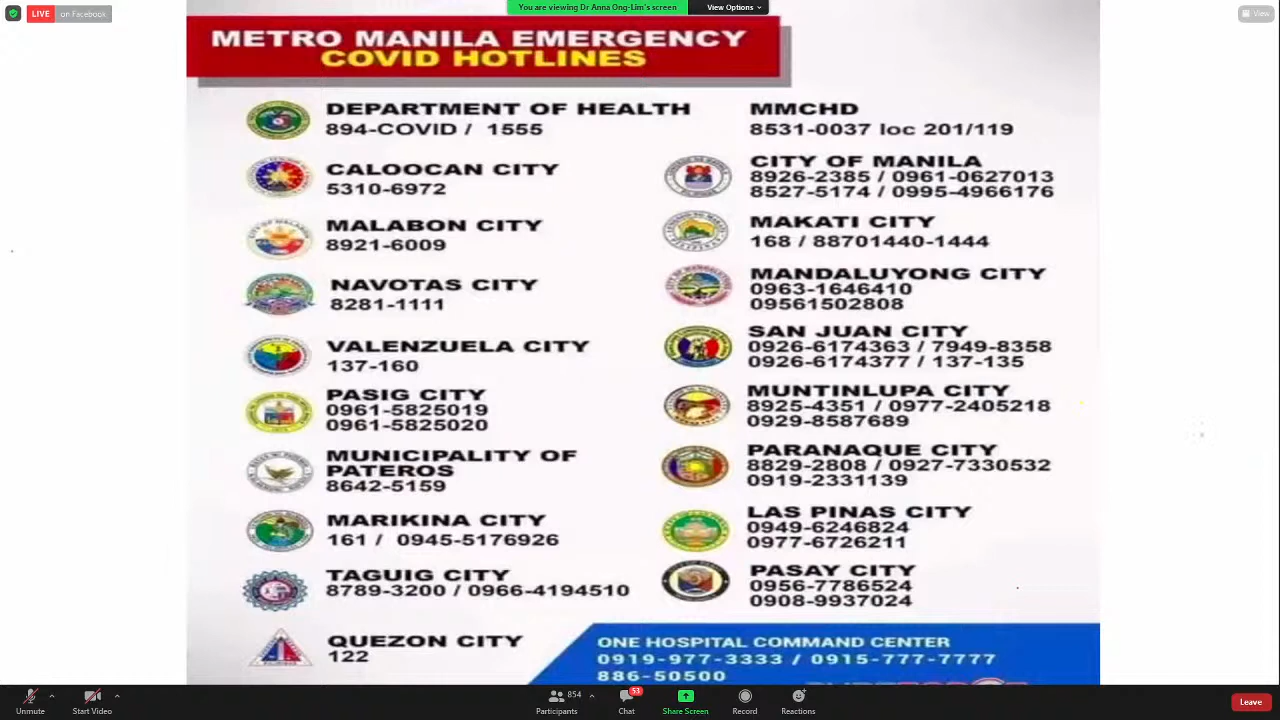 LIVE on Facebook
You are viewing Dr Anna Ong-Lim's screen
View Options
View
METRO MANILA EMERGENCY
COVID HOTLINES
DEPARTMENT OF HEALTH
894-COVID / 1555
CALOOCAN CITY
5310-6972
MALABON CITY
8921-6009
NAVOTAS CITY
8281-1111
VALENZUELA CITY
137-160
PASIG CITY
0961-5825019
0961-5825020
MUNICIPALITY OF
PATEROS
8642-5159
MARIKINA CITY
161 / 0945-5176926
TAGUIG CITY
8789-3200 / 0966-4194510
QUEZON CITY
122
MMCHD
8531-0037 loc 201/119
CITY OF MANILA
8926-2385 / 0961-0627013
8527-5174 / 0995-4966176
MAKATI CITY
168 / 88701440-1444
MANDALUYONG CITY
0963-1646410
09561502808
SAN JUAN CITY
0926-6174363 / 7949-8358
0926-6174377 / 137-135
MUNTINLUPA CITY
8925-4351 / 0977-2405218
0929-8587689
PARANAQUE CITY
8829-2808 / 0927-7330532
0919-2331139
LAS PINAS CITY
0949-6246824
0977-6726211
PASAY CITY
0956-7786524
0908-9937024
ONE HOSPITAL COMMAND CENTER
0919-977-3333 / 0915-777-7777
886-50500
Unmute
Start Video
854
Participants
53
Chat
Share Screen
Record
Reactions
Leave